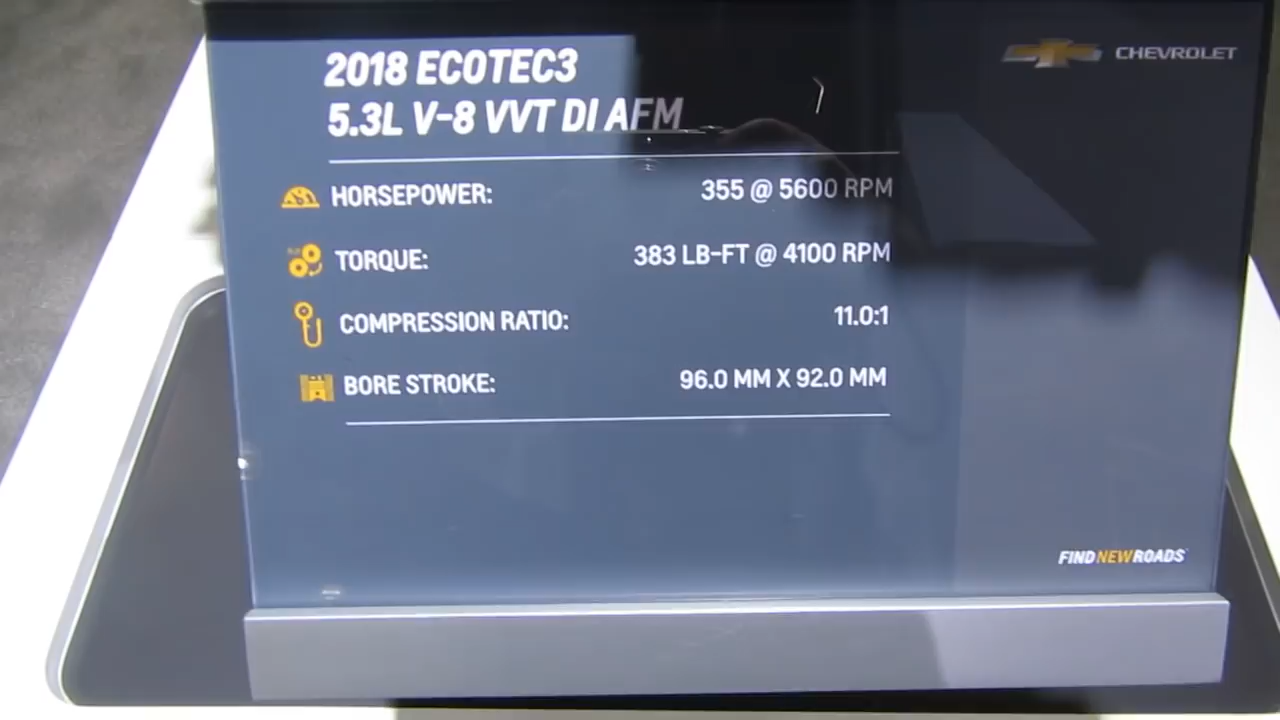 2018 ECOTEC3
5.3L V-8 VVT DI AFM
CHEVROLET
HORSEPOWER: 355 @ 5600 RPM
TORQUE: 383 LB-FT @ 4100 RPM
COMPRESSION RATIO: 11.0:1
BORE STROKE: 96.0 MM X 92.0 MM
FIND NEW ROADS